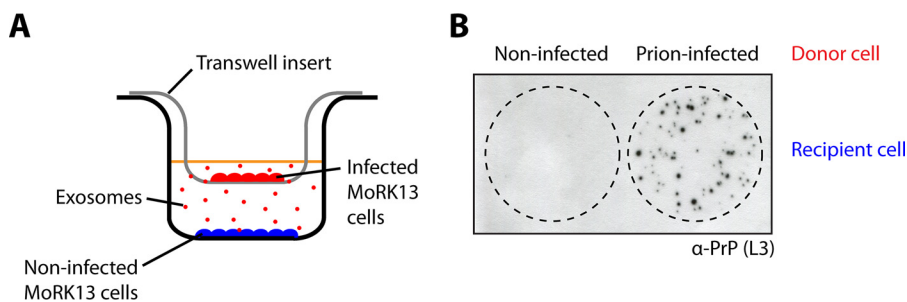 A
Transwell insert
Infected
MoRK13
cells
Exosomes
Non-infected
MoRK13 cells
B
Non-infected Prion-infected Donor cell
Recipient cell
α-PrP (L3)